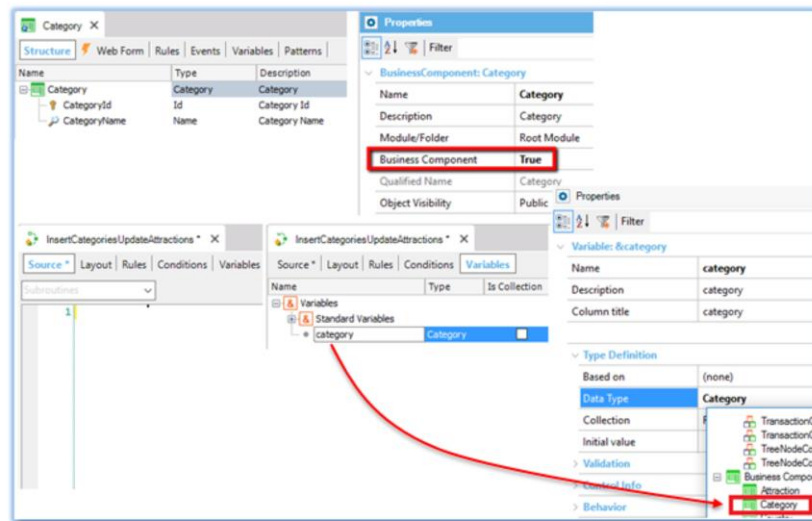 Category X
Structure Web Form Rules Events Variables Patterns
Name Type Description
Category Category Category
CategoryId Id Category Id
CategoryName Name Category Name
Properties
Filter
BusinessComponent: Category
Name Category
Description Category
Module/Folder Root Module
Business Component True
Qualified Name Category
Object Visibility Public
InsertCategoriesUpdateAttractions * X
Source * Layout Rules Conditions Variables
Subroutines
1
InsertCategoriesUpdateAttractions * X
Source * Layout Rules Conditions Variables
Name Type Is Collection
Variables
Standard Variables
category Category
Properties
Filter
Variable: &category
Name category
Description category
Column title category
Type Definition
Based on (none)
Data Type Category
Collection F
Initial value
Validation
Control Info
Behavior
TreeNodeCo
TreeNodeCo
Business Compo
Attraction
Category